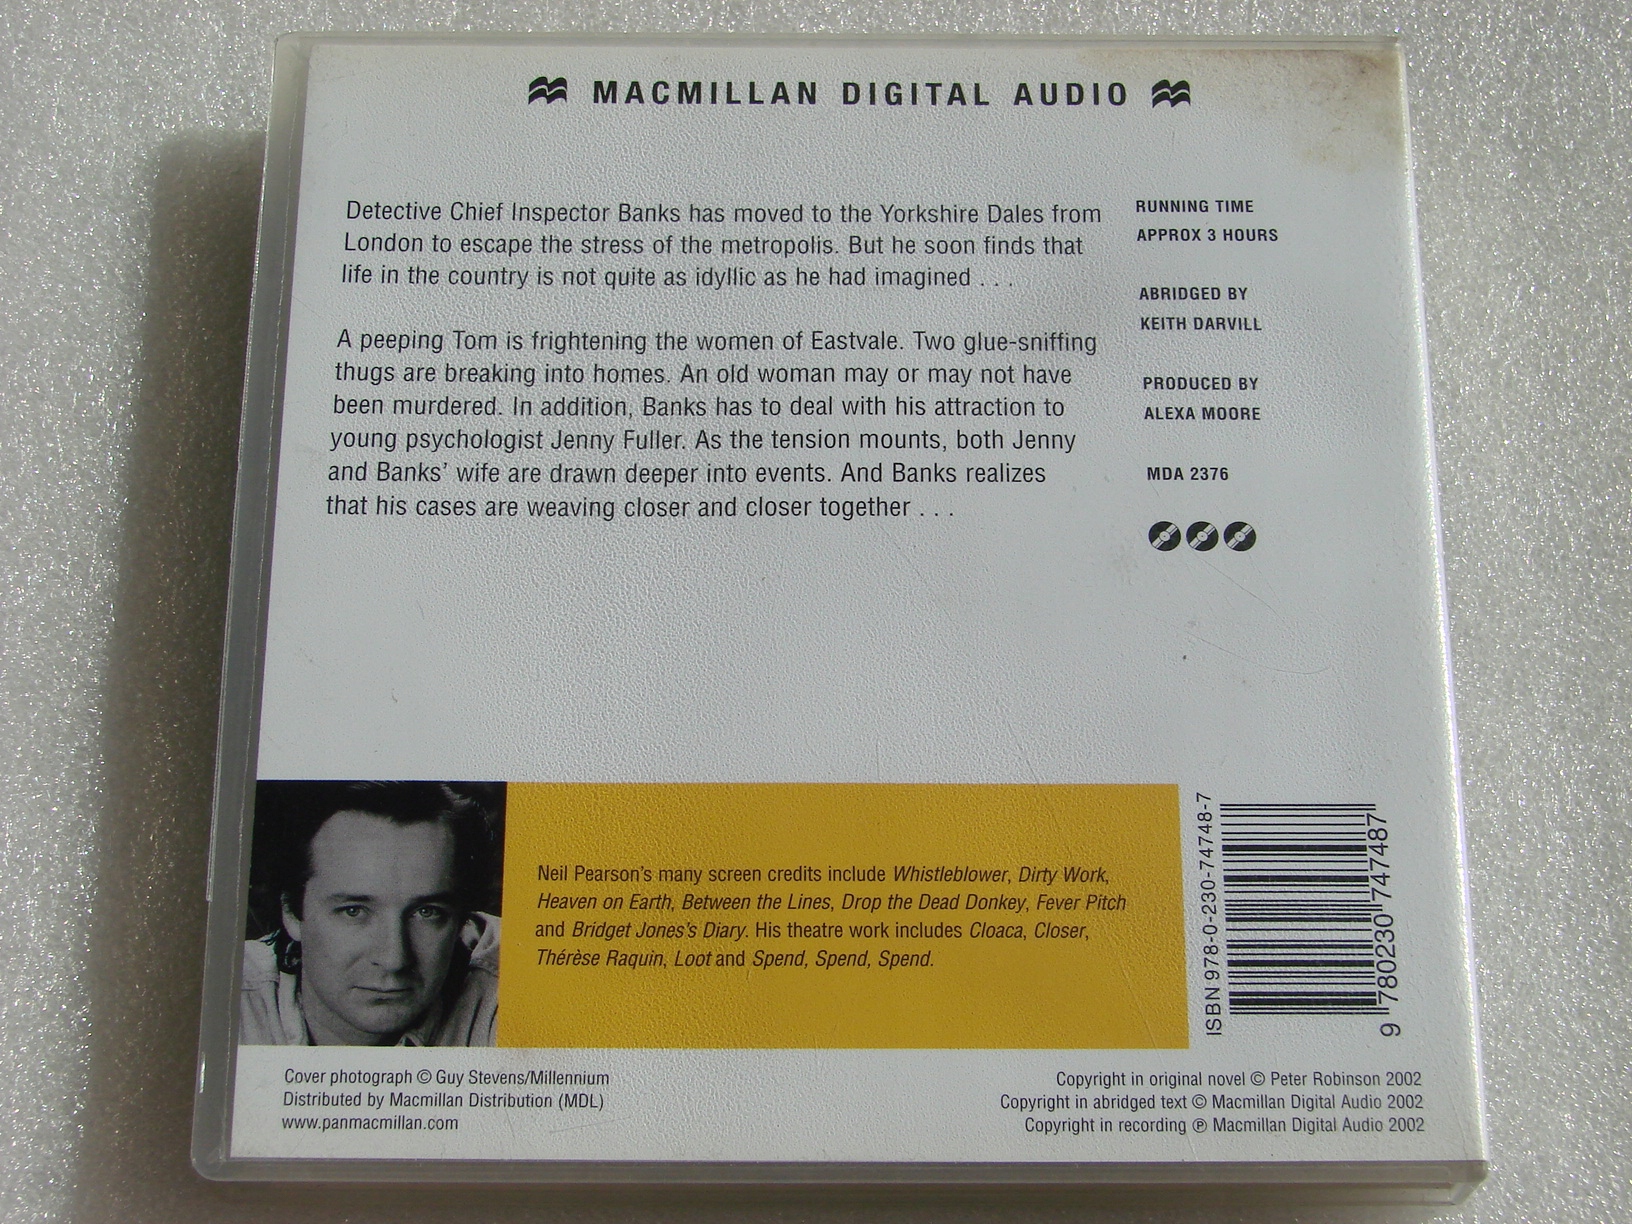 MACMILLAN DIGITAL AUDIO
Detective Chief Inspector Banks has moved to the Yorkshire Dales from
London to escape the stress of the metropolis. But he soon finds that
life in the country is not quite as idyllic as he had imagined . . .
A peeping Tom is frightening the women of Eastvale. Two glue-sniffing
thugs are breaking into homes. An old woman may or may not have
been murdered. In addition, Banks has to deal with his attraction to
young psychologist Jenny Fuller. As the tension mounts, both Jenny
and Banks' wife are drawn deeper into events. And Banks realizes
that his cases are weaving closer and closer together . . .
RUNNING TIME
APPROX 3 HOURS
ABRIDGED BY
KEITH DARVILL
PRODUCED BY
ALEXA MOORE
MDA 2376
Neil Pearson's many screen credits include Whistleblower, Dirty Work,
Heaven on Earth, Between the Lines, Drop the Dead Donkey, Fever Pitch
and Bridget Jones's Diary. His theatre work includes Cloaca, Closer,
Thérèse Raquin, Loot and Spend, Spend, Spend.
ISBN 978-0-230-74748-7
9 780230 747487
Cover photograph © Guy Stevens/Millennium
Distributed by Macmillan Distribution (MDL)
www.panmacmillan.com
Copyright in original novel © Peter Robinson 2002
Copyright in abridged text © Macmillan Digital Audio 2002
Copyright in recording ℗ Macmillan Digital Audio 2002